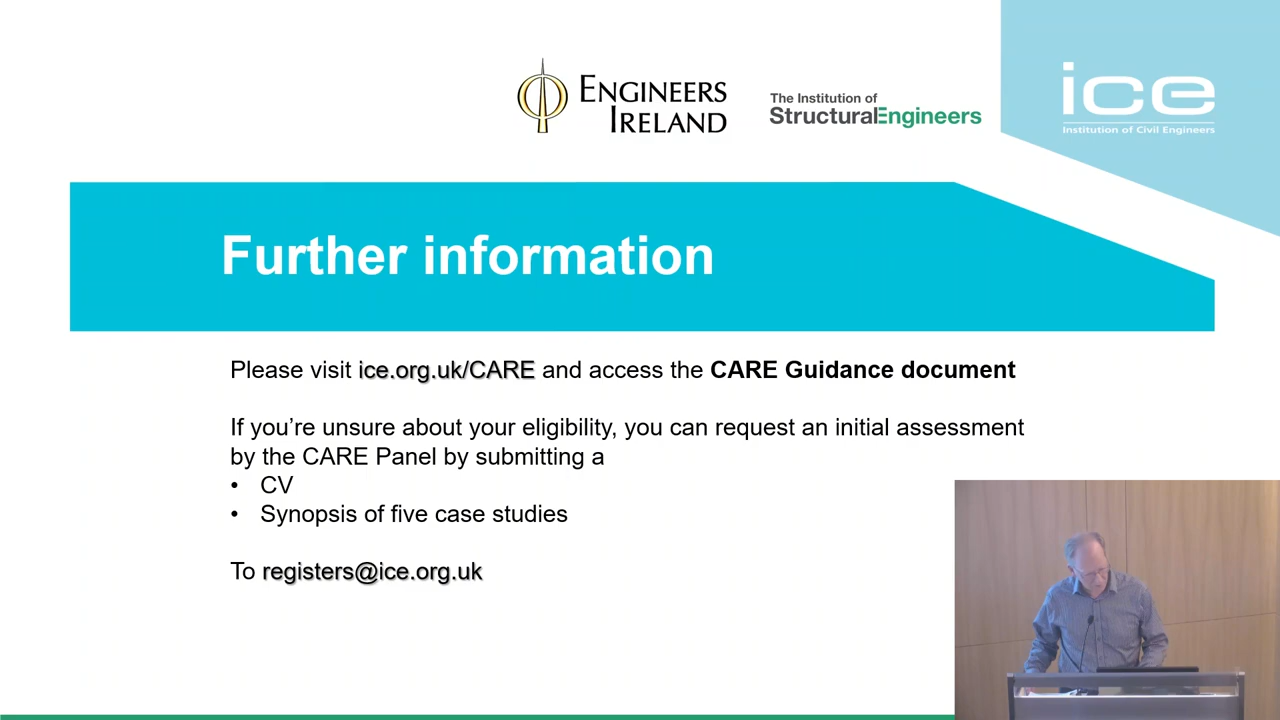 ENGINEERS
IRELAND
The Institution of
StructuralEngineers
ice
Institution of Civil Engineers
Further information
Please visit ice.org.uk/CARE and access the CARE Guidance document
If you’re unsure about your eligibility, you can request an initial assessment
by the CARE Panel by submitting a
• CV
• Synopsis of five case studies
To registers@ice.org.uk